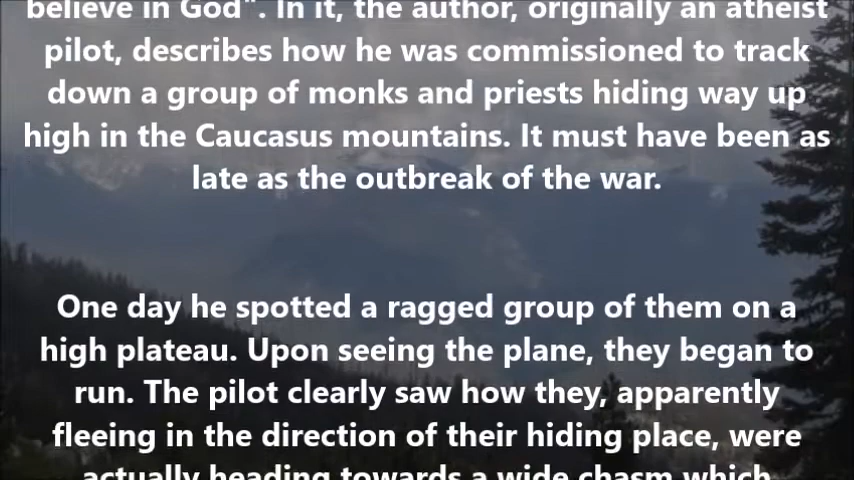 believe in God". In it, the author, originally an atheist
pilot, describes how he was commissioned to track
down a group of monks and priests hiding way up
high in the Caucasus mountains. It must have been as
late as the outbreak of the war.
One day he spotted a ragged group of them on a
high plateau. Upon seeing the plane, they began to
run. The pilot clearly saw how they, apparently
fleeing in the direction of their hiding place, were
actually heading towards a wide chasm which